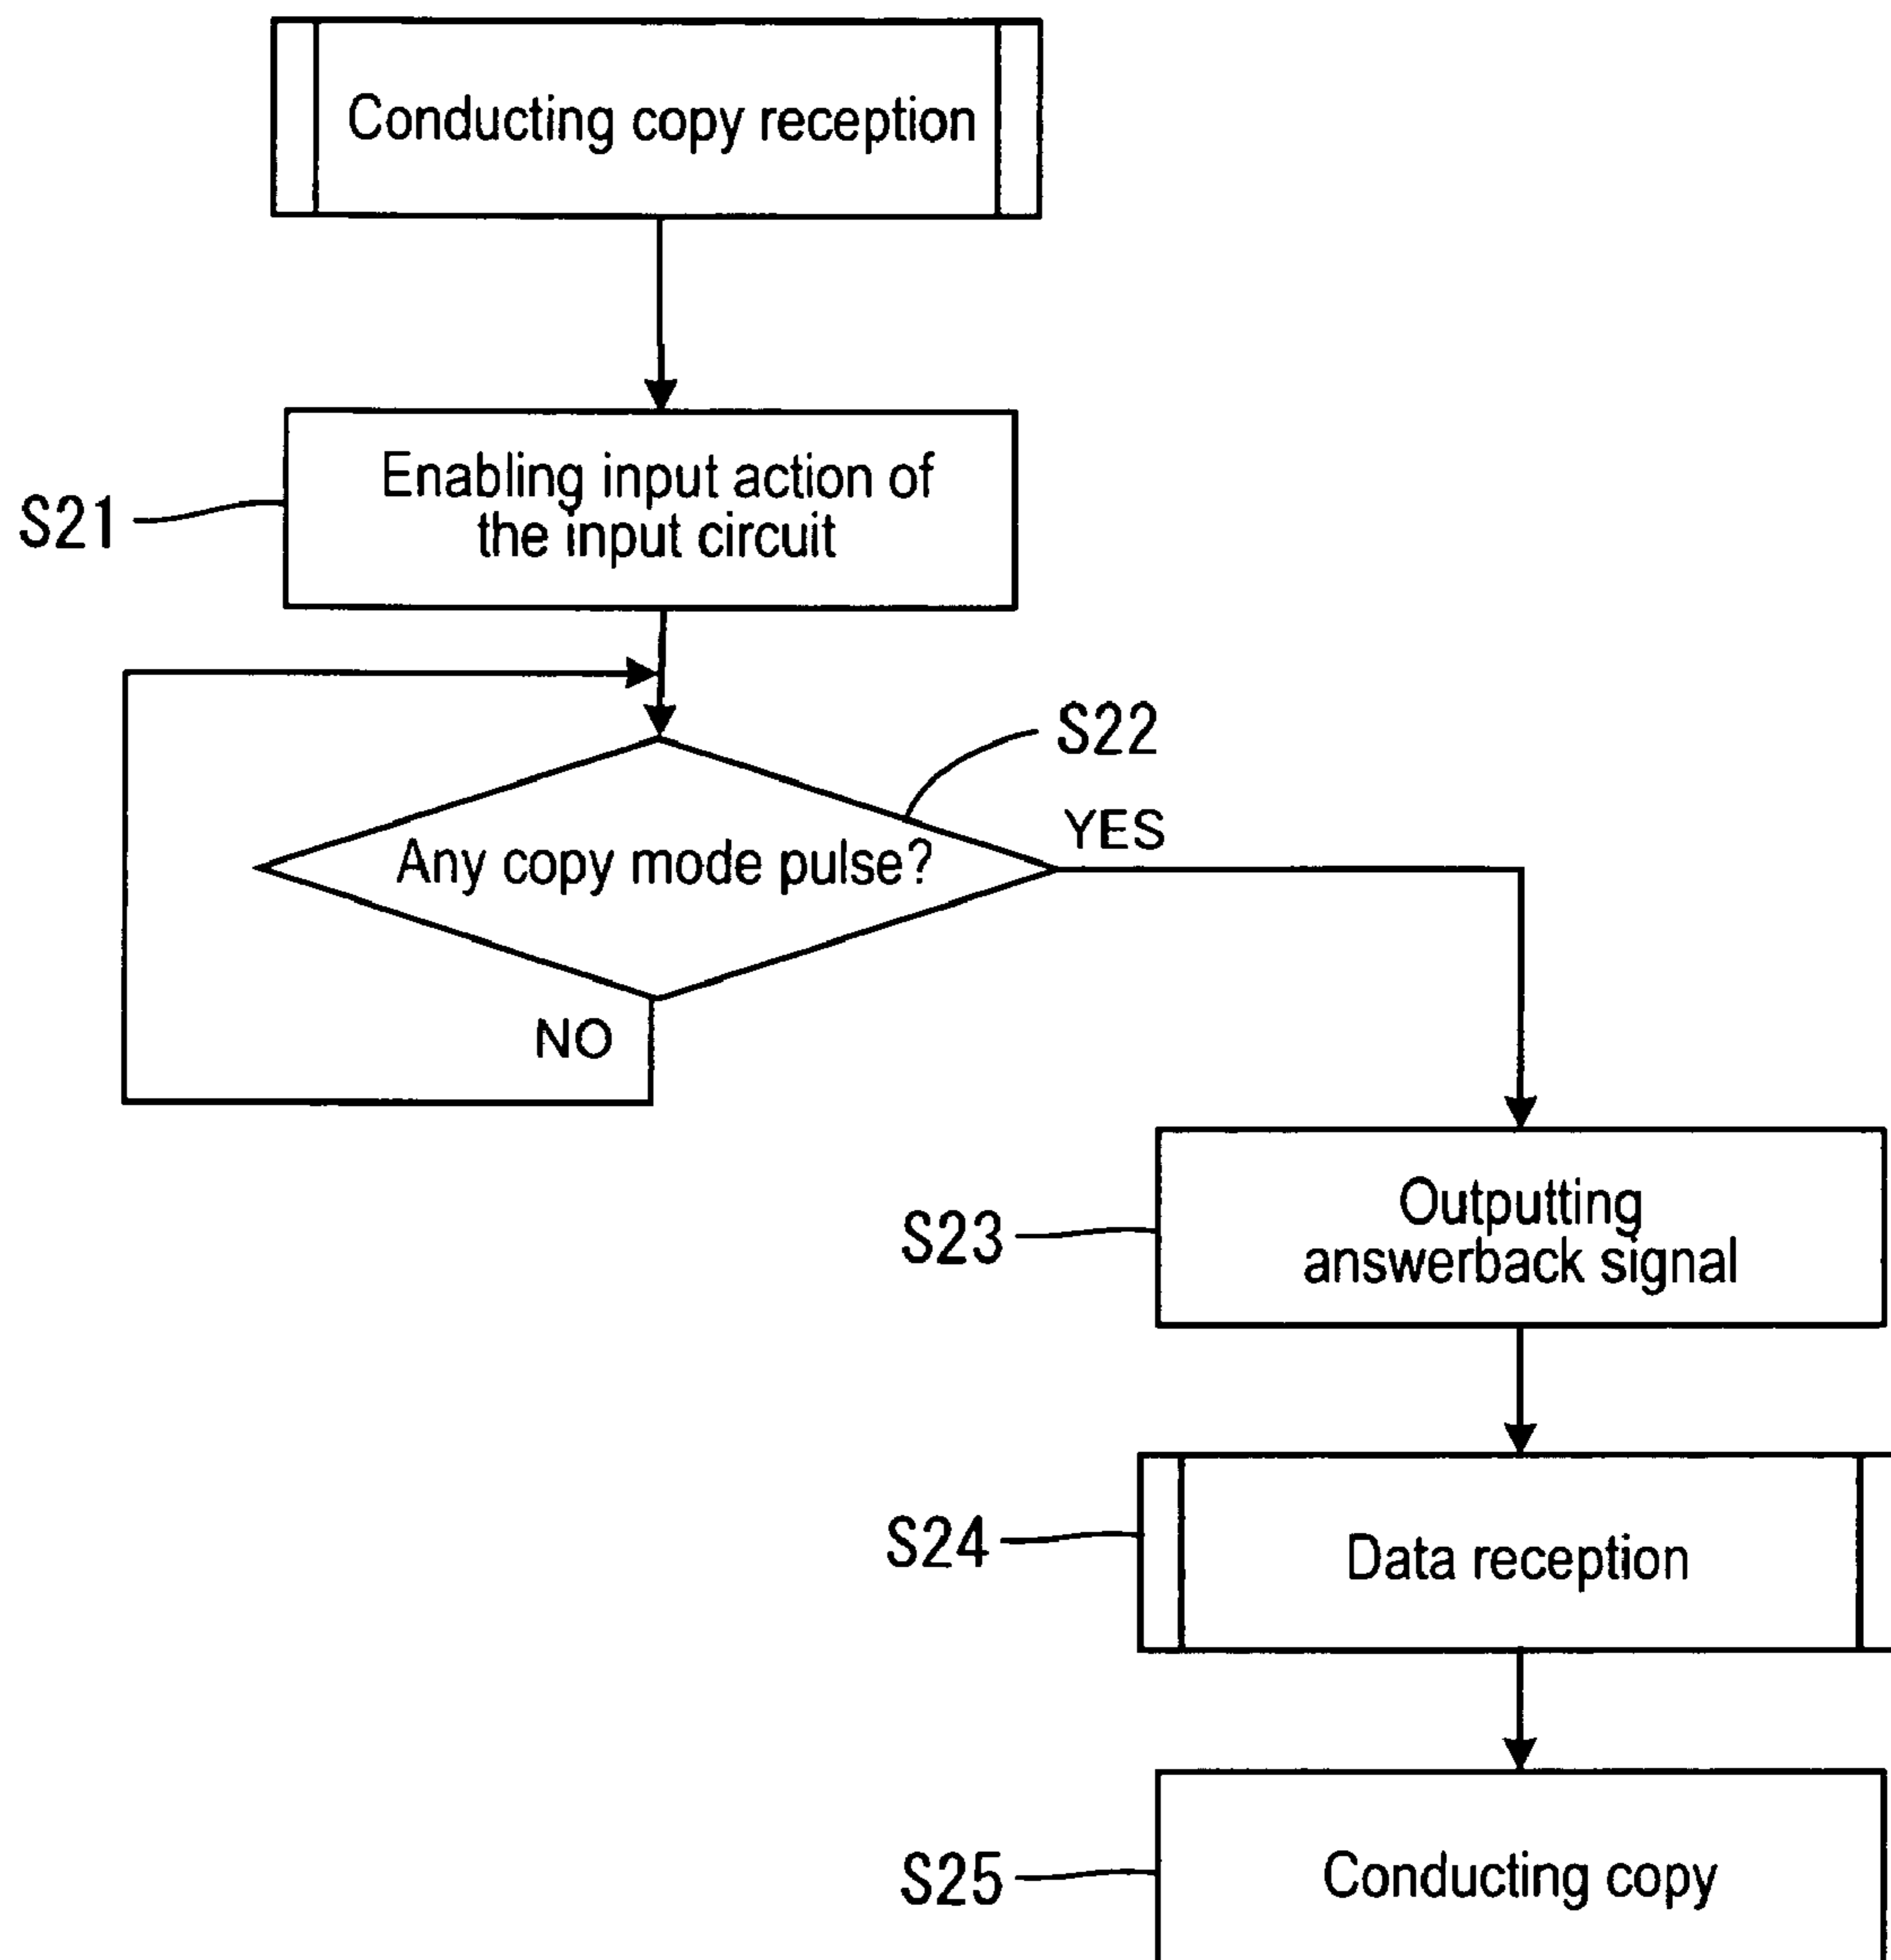 Conducting copy reception
S21
Enabling input action of
the input circuit
S22
YES
Any copy mode pulse?
NO
S23
Outputting
answerback signal
S24
Data reception
S25
Conducting copy